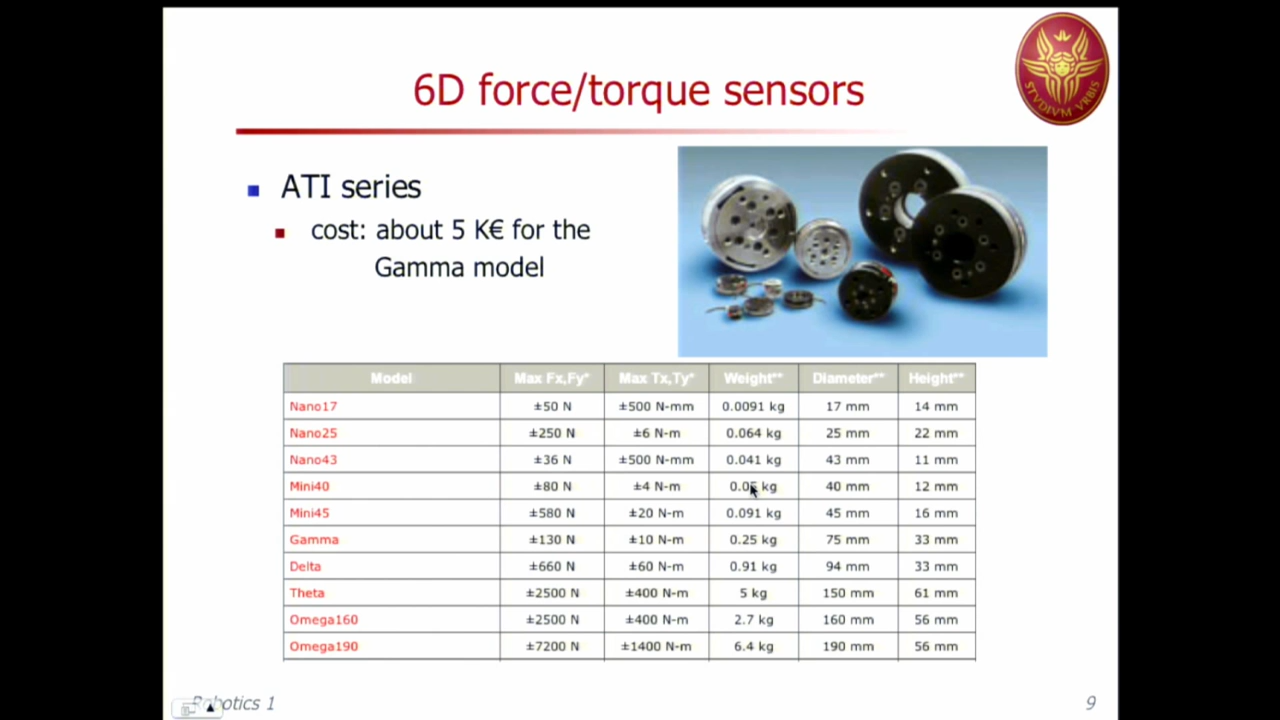 6D force/torque sensors
STVDIVM VRBIS
ATI series
cost: about 5 K€ for the
Gamma model
Model Max Fx,Fy* Max Tx,Ty* Weight** Diameter** Height**
Nano17 ±50 N ±500 N-mm 0.0091 kg 17 mm 14 mm
Nano25 ±250 N ±6 N-m 0.064 kg 25 mm 22 mm
Nano43 ±36 N ±500 N-mm 0.041 kg 43 mm 11 mm
Mini40 ±80 N ±4 N-m kg 40 mm 12 mm
Mini45 ±580 N ±20 N-m 0.091 kg 45 mm 16 mm
Gamma ±130 N ±10 N-m 0.25 kg 75 mm 33 mm
Delta ±660 N ±60 N-m 0.91 kg 94 mm 33 mm
Theta ±2500 N ±400 N-m 5 kg 150 mm 61 mm
Omega160 ±2500 N ±400 N-m 2.7 kg 160 mm 56 mm
Omega190 ±7200 N ±1400 N-m 6.4 kg 190 mm 56 mm
Robotics 1 9